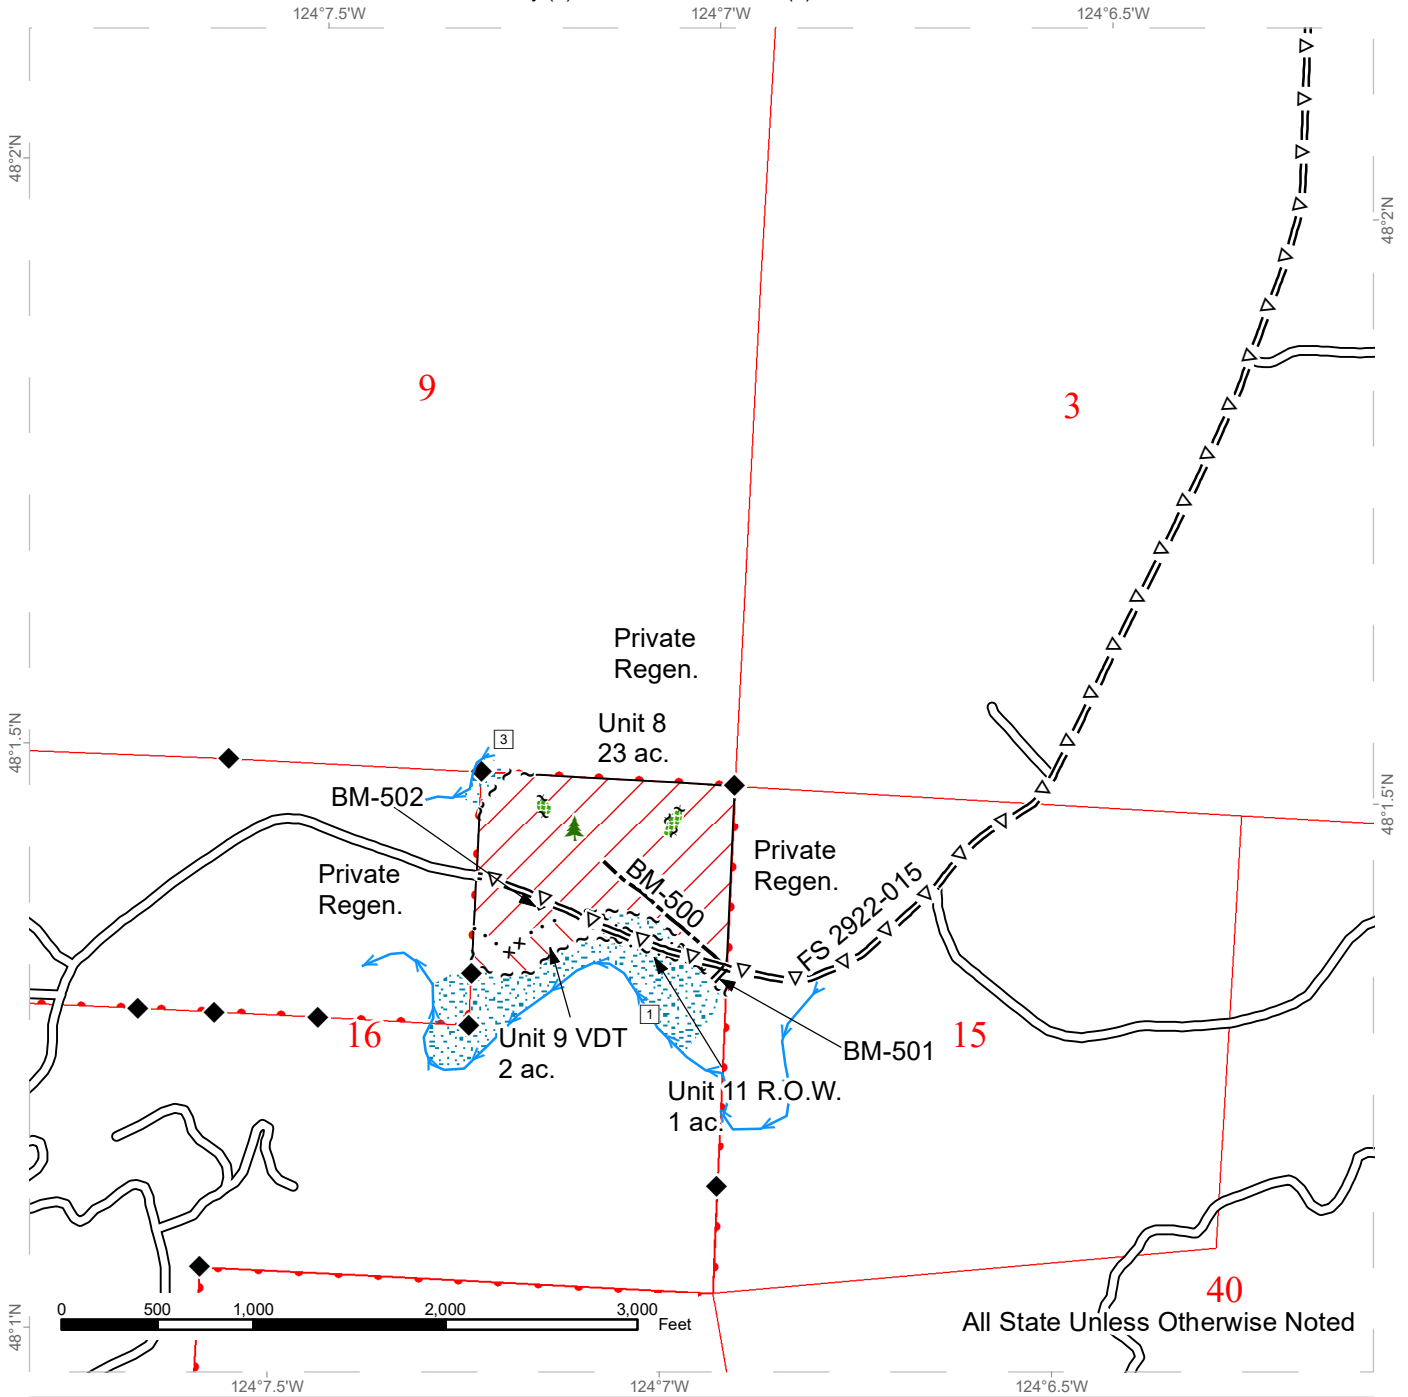 124°7.5'W
124°7'W
124°6.5'W
48°2'N
48°2'N
9
3
Private
Regen.
Unit 8
23 ac.
3
48°1.5'N
48°1.5'N
BM-502
Private
Regen.
Private
Regen.
BM-500
FS 2922-015
1
16
15
Unit 9 VDT
2 ac.
BM-501
Unit 11 R.O.W.
1 ac.
40
0 500 1,000 2,000 3,000
Feet
All State Unless Otherwise Noted
48°1'N
124°7.5'W
124°7'W
124°6.5'W